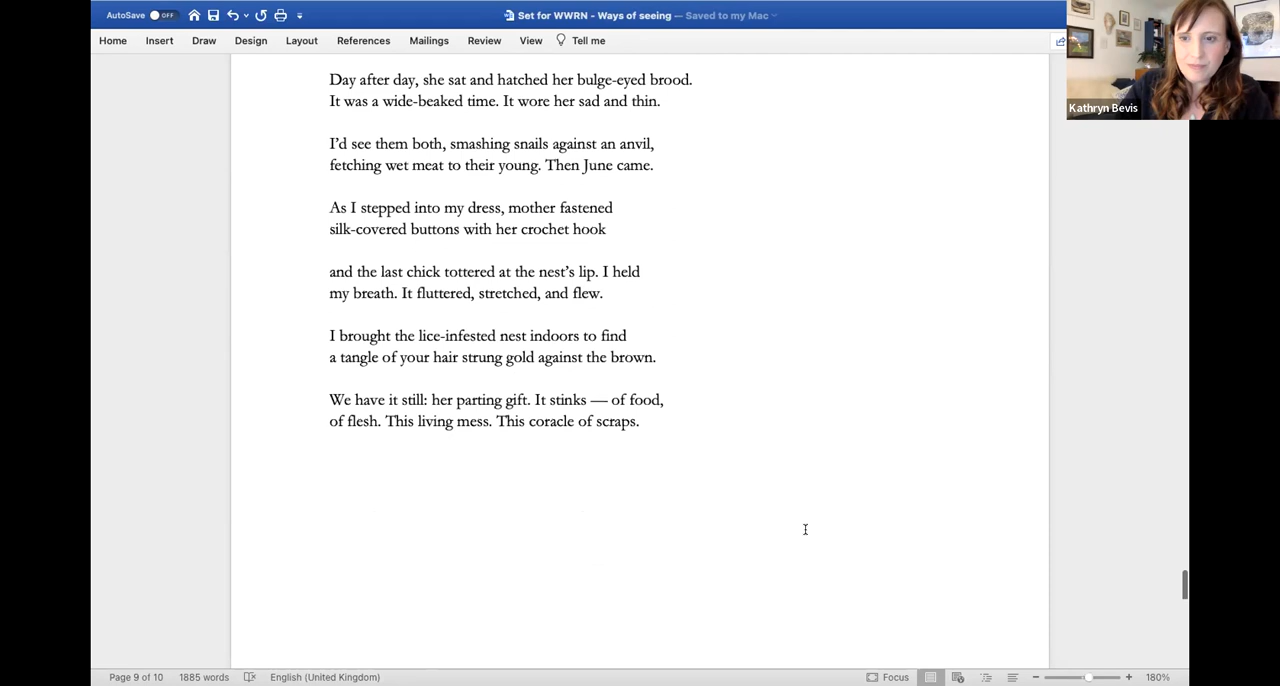 AutoSave OFF
Set for WWRN - Ways of seeing — Saved to my Mac
Home Insert Draw Design Layout References Mailings Review View Tell me
Kathryn Bevis
Day after day, she sat and hatched her bulge-eyed brood.
It was a wide-beaked time. It wore her sad and thin.
I’d see them both, smashing snails against an anvil,
fetching wet meat to their young. Then June came.
As I stepped into my dress, mother fastened
silk-covered buttons with her crochet hook
and the last chick tottered at the nest’s lip. I held
my breath. It fluttered, stretched, and flew.
I brought the lice-infested nest indoors to find
a tangle of your hair strung gold against the brown.
We have it still: her parting gift. It stinks — of food,
of flesh. This living mess. This coracle of scraps.
Page 9 of 10 1885 words English (United Kingdom) Focus 180%